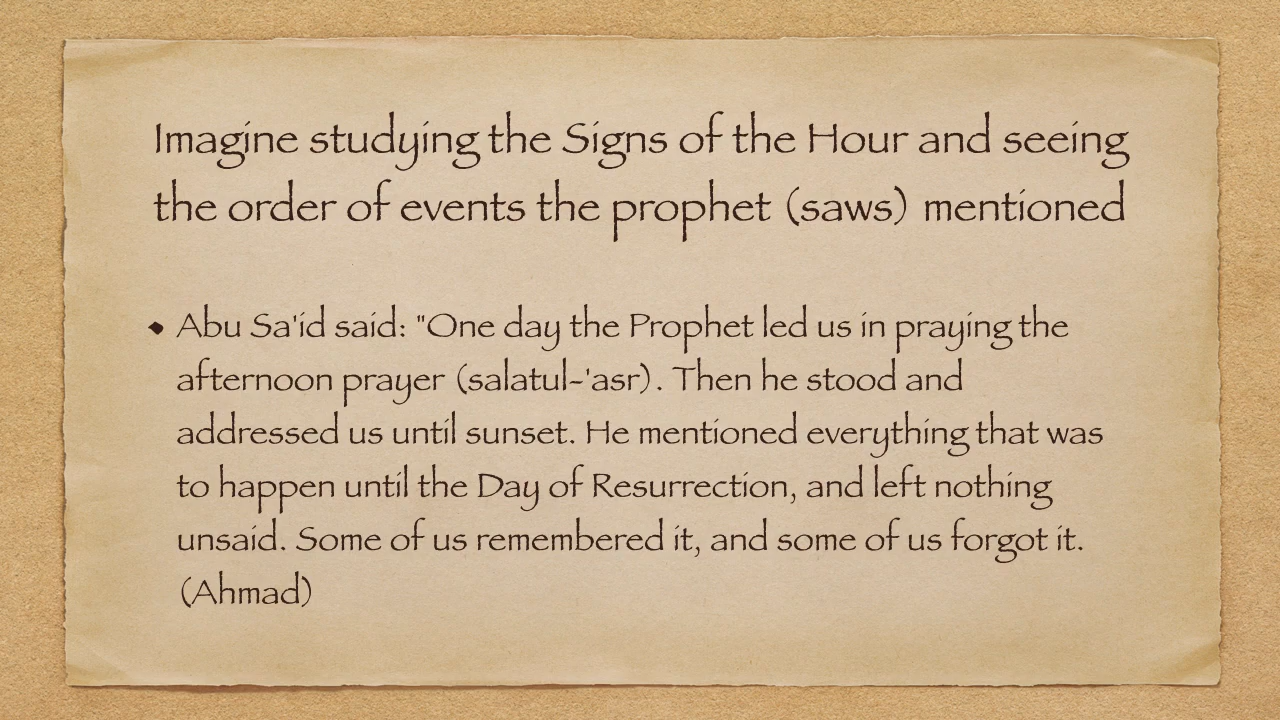 Imagine studying the Signs of the Hour and seeing
the order of events the prophet (saws) mentioned
• Abu Sa'id said: "One day the Prophet led us in praying the
afternoon prayer (salatul-'asr). Then he stood and
addressed us until sunset. He mentioned everything that was
to happen until the Day of Resurrection, and left nothing
unsaid. Some of us remembered it, and some of us forgot it.
(Ahmad)